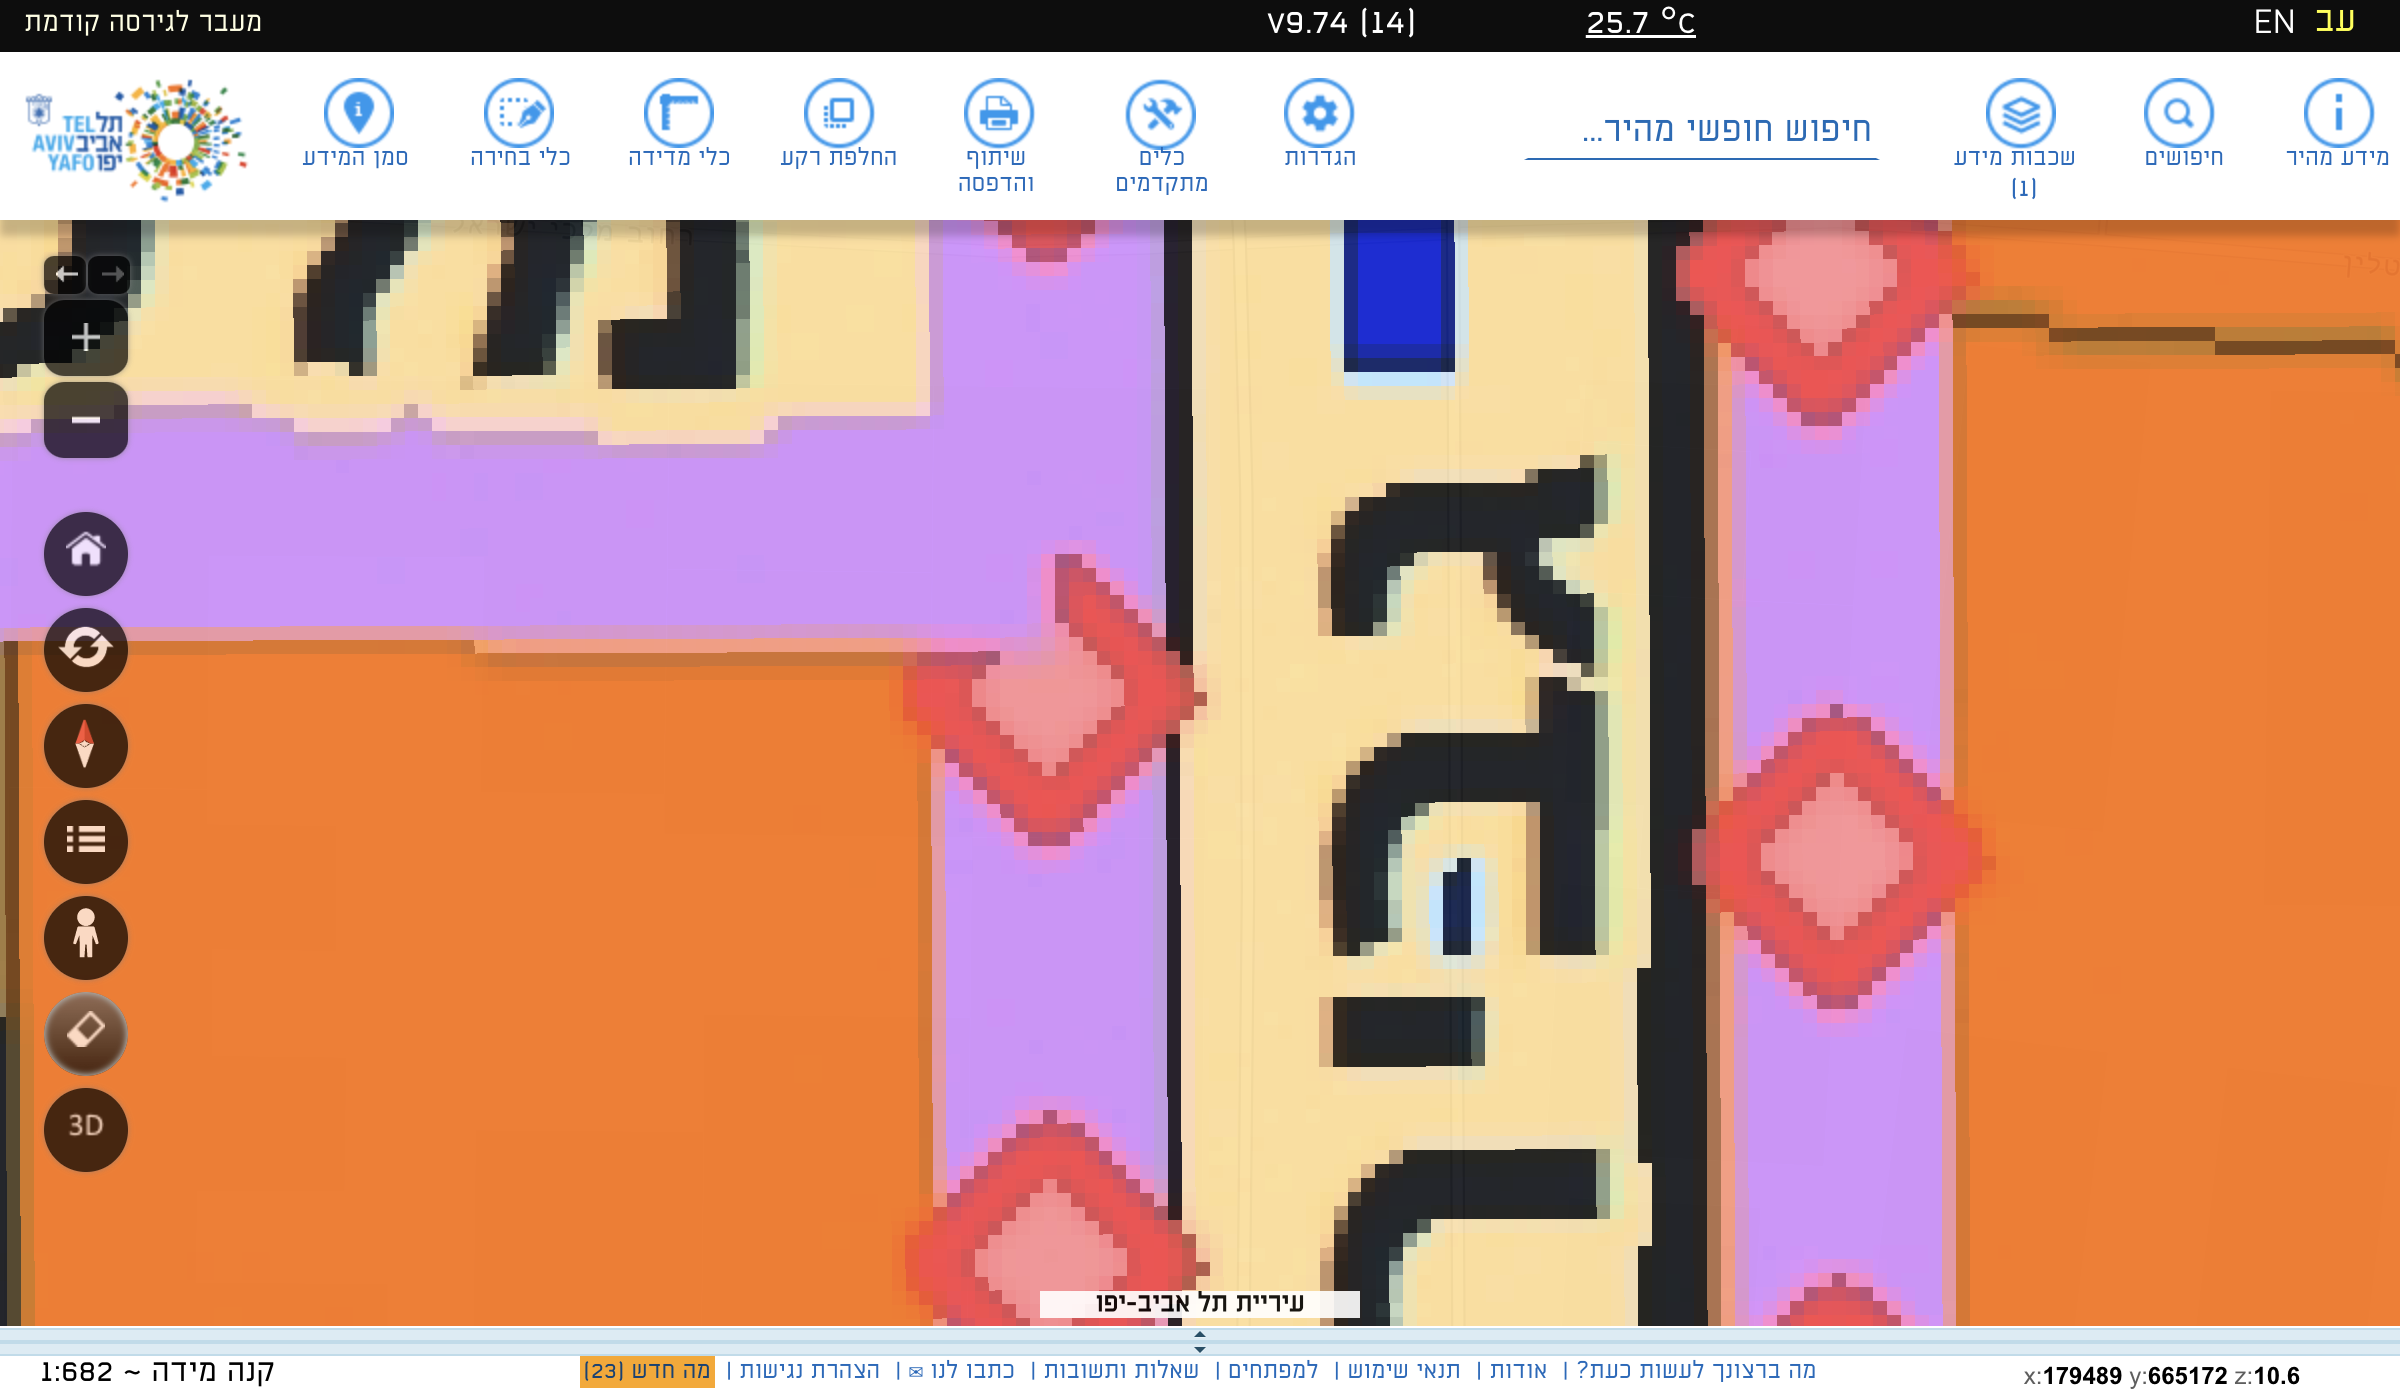 עב EN
25.7 °C
V9.74 (14)
מעבר לגירסה קודמת
מידע מהיר
חיפושים
שכבות מידע
(1)
חיפוש חופשי מהיר...
הגדרות
כלים
מתקדמים
שיתוף
והדפסה
החלפת רקע
כלי מדידה
כלי בחירה
סמן המידע
תל אביב יפו
TEL AVIV YAFO
3D
עיריית תל אביב-יפו
מה ברצונך לעשות כעת? | אודות | תנאי שימוש | למפתחים | שאלות ותשובות | כתבו לנו ✉ | הצהרת נגישות | מה חדש (23)
קנה מידה ~ 1:682
x:179489 y:665172 z:10.6